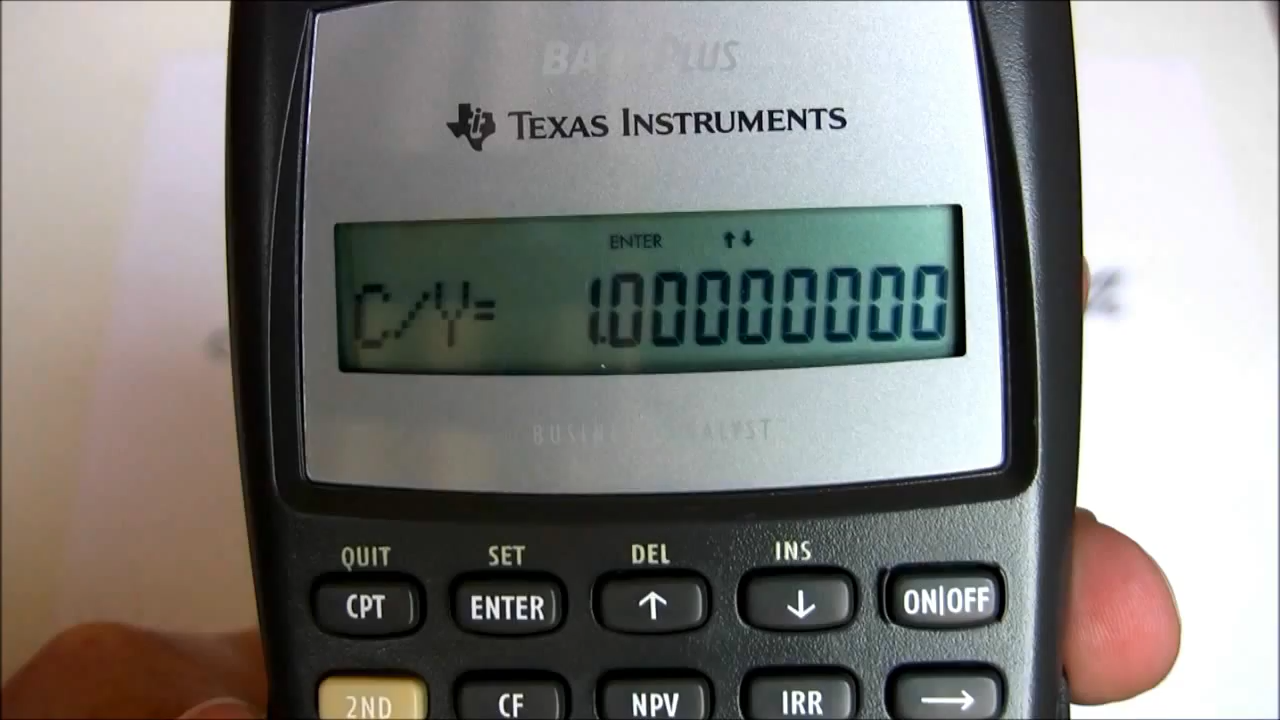 BA II PLUS
TEXAS INSTRUMENTS
ENTER ↑↓
C/Y= 1.00000000
BUSINESS ANALYST
QUIT SET DEL INS
CPT ENTER ↑ ↓ ON|OFF
2ND CF NPV IRR →